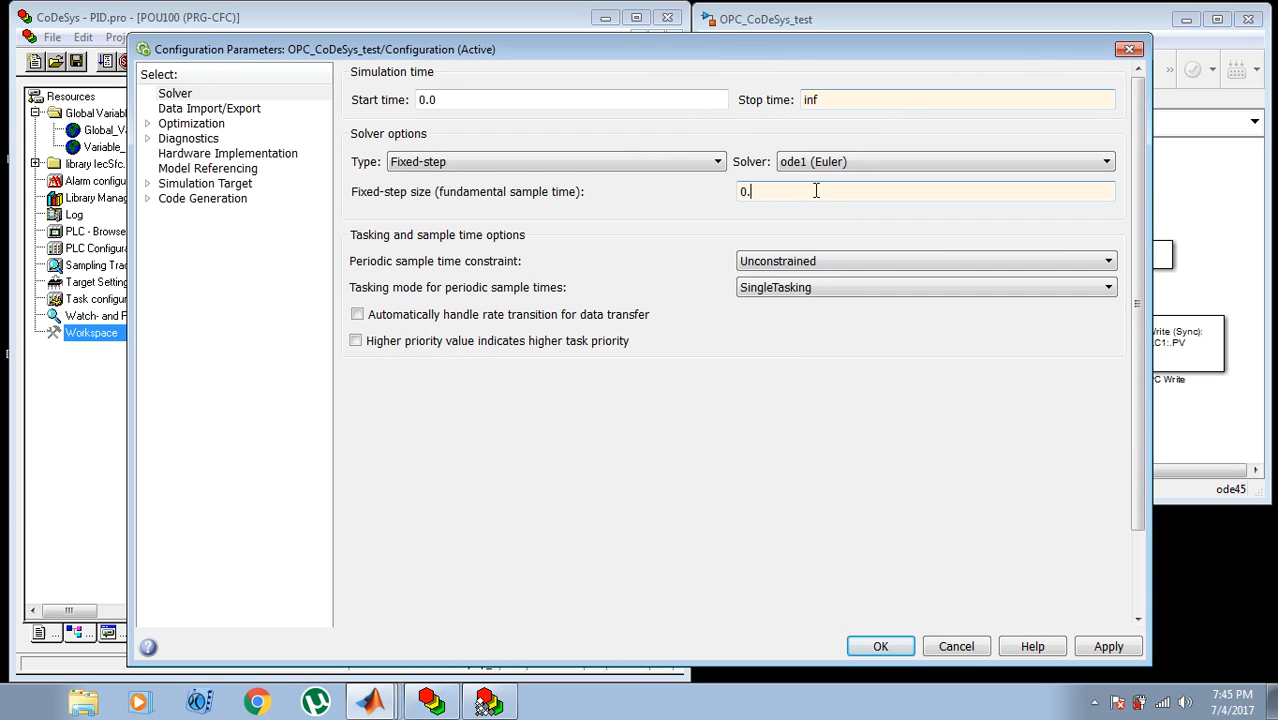 CoDeSys - PID.pro - [POU100 (PRG-CFC)]
OPC_CoDeSys_test
File Edit
Configuration Parameters: OPC_CoDeSys_test/Configuration (Active)
Select:
Solver
Data Import/Export
Optimization
Diagnostics
Hardware Implementation
Model Referencing
Simulation Target
Code Generation
Simulation time
Start time: 0.0
Stop time: inf
Solver options
Type: Fixed-step
Solver: ode1 (Euler)
Fixed-step size (fundamental sample time): 0.
Tasking and sample time options
Periodic sample time constraint: Unconstrained
Tasking mode for periodic sample times: SingleTasking
Automatically handle rate transition for data transfer
Higher priority value indicates higher task priority
OK Cancel Help Apply
Resources
Global Variab
Global_Va
Variable_
library IecSfc.
Alarm configu
Library Manag
Log
PLC - Browse
PLC Configura
Sampling Trac
Target Setting
Task configur
Watch- and F
Workspace
Write (Sync):
C1:.PV
C Write
ode45
7:45 PM
7/4/2017